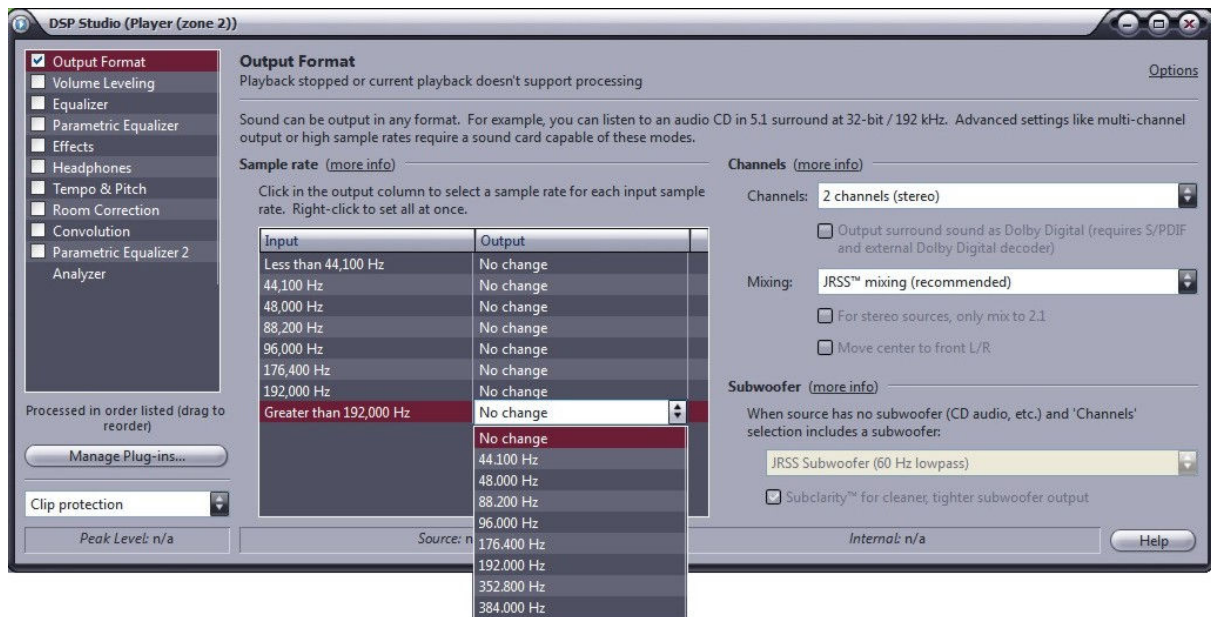 DSP Studio (Player (zone 2))
Output Format
Volume Leveling
Equalizer
Parametric Equalizer
Effects
Headphones
Tempo & Pitch
Room Correction
Convolution
Parametric Equalizer 2
Analyzer
Processed in order listed (drag to
reorder)
Manage Plug-ins...
Clip protection
Peak Level: n/a
Output Format
Playback stopped or current playback doesn't support processing
Options
Sound can be output in any format. For example, you can listen to an audio CD in 5.1 surround at 32-bit / 192 kHz. Advanced settings like multi-channel
output or high sample rates require a sound card capable of these modes.
Sample rate (more info)
Click in the output column to select a sample rate for each input sample
rate. Right-click to set all at once.
Input Output
Less than 44,100 Hz No change
44,100 Hz No change
48,000 Hz No change
88,200 Hz No change
96,000 Hz No change
176,400 Hz No change
192,000 Hz No change
Greater than 192,000 Hz No change
No change
44.100 Hz
48.000 Hz
88.200 Hz
96.000 Hz
176.400 Hz
192.000 Hz
352.800 Hz
384.000 Hz
Channels (more info)
Channels: 2 channels (stereo)
Output surround sound as Dolby Digital (requires S/PDIF
and external Dolby Digital decoder)
Mixing: JRSS™ mixing (recommended)
For stereo sources, only mix to 2.1
Move center to front L/R
Subwoofer (more info)
When source has no subwoofer (CD audio, etc.) and 'Channels'
selection includes a subwoofer:
JRSS Subwoofer (60 Hz lowpass)
Subclarity™ for cleaner, tighter subwoofer output
Source: n
Internal: n/a
Help